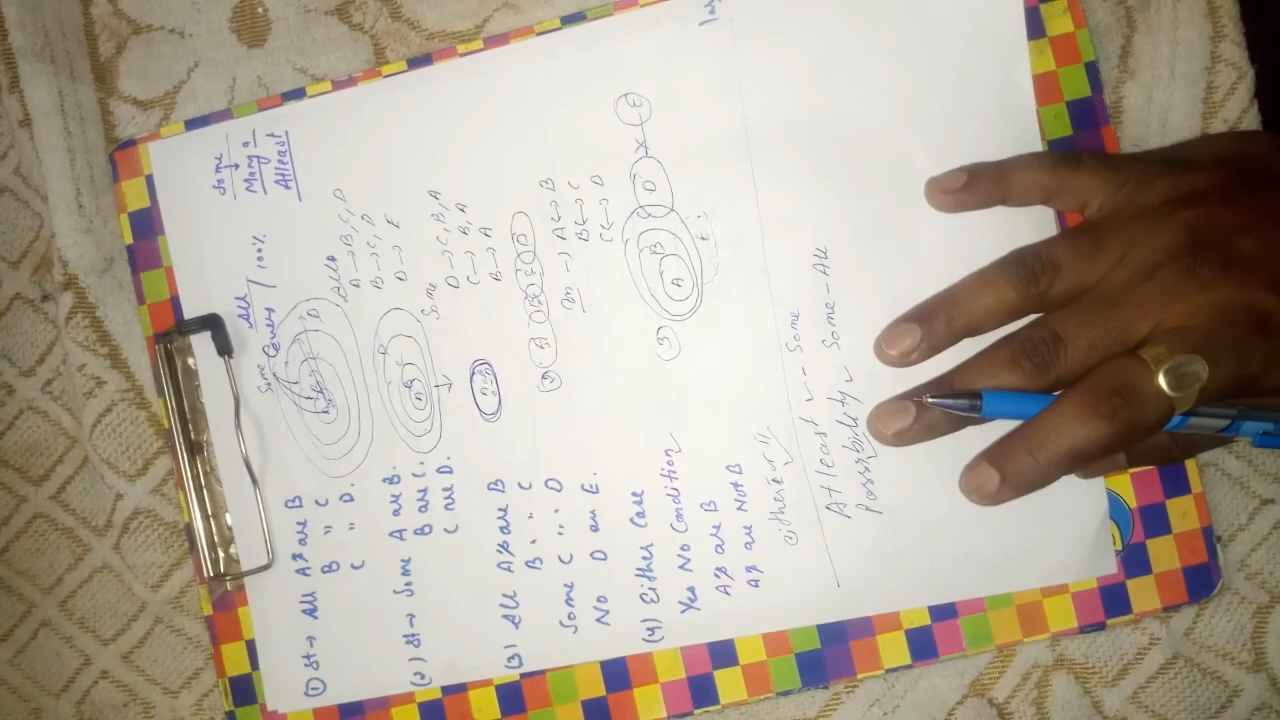 Some
Many
Atleast
All
Some Covers / 100%
(1) St → All A % are B
B " C
C " D.
All
A → B, C, D
B → C, D
D → E
(2) St → Some A are B.
B are C.
C are D.
Some
D → C, B, A
C → B, A
B → A
(3) All A % are B
B " C
Some C " D
No D are E.
A B C D
A ↔ B
B ↔ C
C ↔ D
(3)
A B D × E
(4) Either Case
Yes No Condition
A % are B
A % are Not B
Atleast ✓ - Some
Possibility ✓ Some - All